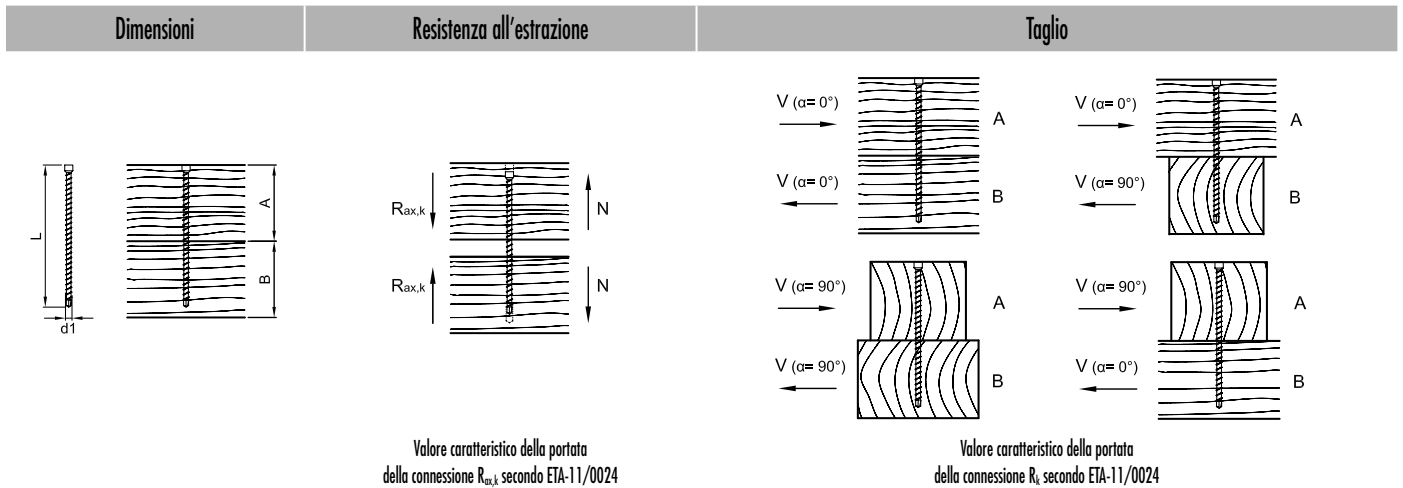 Dimensioni
Resistenza all'estrazione
Taglio
L
d1
A
B
Rax,k
N
Rax,k
N
V (α= 0°)
A
V (α= 0°)
B
V (α= 0°)
A
V (α= 90°)
B
V (α= 90°)
A
V (α= 90°)
B
V (α= 90°)
A
V (α= 0°)
B
Valore caratteristico della portata
della connessione Rax,k secondo ETA-11/0024
Valore caratteristico della portata
della connessione Rk secondo ETA-11/0024